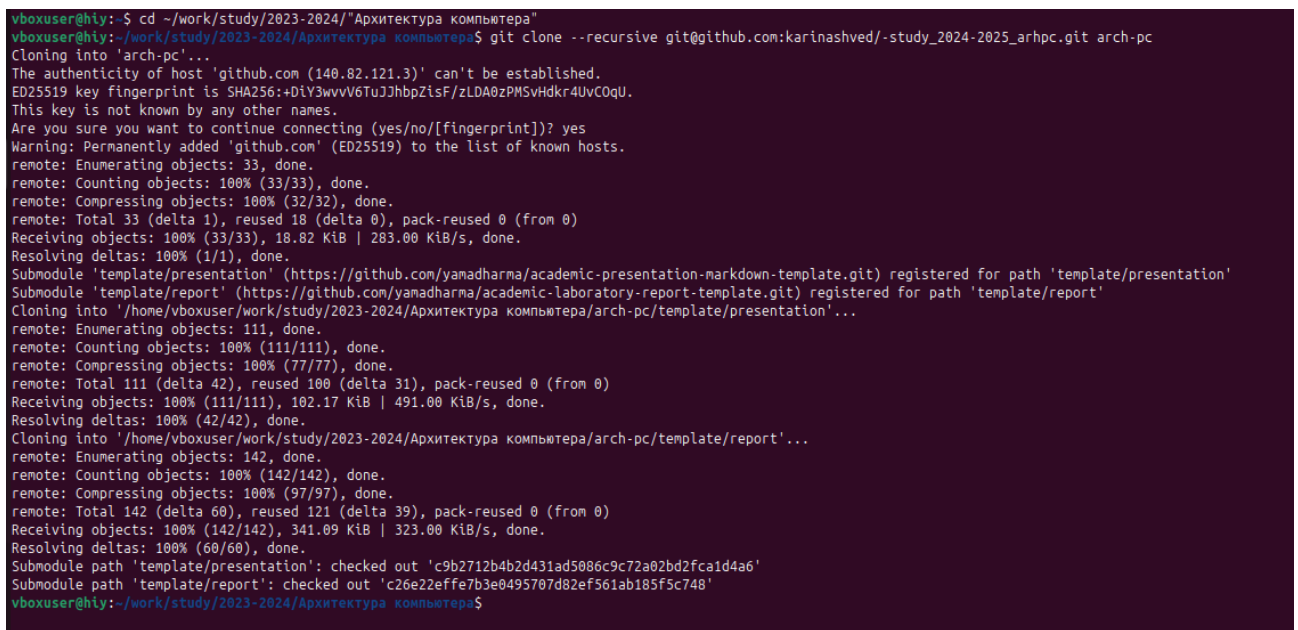 vboxuser@hiy:~$ cd ~/work/study/2023-2024/"Архитектура компьютера"
vboxuser@hiy:~/work/study/2023-2024/Архитектура компьютера$ git clone --recursive git@github.com:karinashved/-study_2024-2025_arhpc.git arch-pc
Cloning into 'arch-pc'...
The authenticity of host 'github.com (140.82.121.3)' can't be established.
ED25519 key fingerprint is SHA256:+DiY3wvvV6TuJJhbpZisF/zLDA0zPMSvHdkr4UvCOqU.
This key is not known by any other names.
Are you sure you want to continue connecting (yes/no/[fingerprint])? yes
Warning: Permanently added 'github.com' (ED25519) to the list of known hosts.
remote: Enumerating objects: 33, done.
remote: Counting objects: 100% (33/33), done.
remote: Compressing objects: 100% (32/32), done.
remote: Total 33 (delta 1), reused 18 (delta 0), pack-reused 0 (from 0)
Receiving objects: 100% (33/33), 18.82 KiB | 283.00 KiB/s, done.
Resolving deltas: 100% (1/1), done.
Submodule 'template/presentation' (https://github.com/yamadharma/academic-presentation-markdown-template.git) registered for path 'template/presentation'
Submodule 'template/report' (https://github.com/yamadharma/academic-laboratory-report-template.git) registered for path 'template/report'
Cloning into '/home/vboxuser/work/study/2023-2024/Архитектура компьютера/arch-pc/template/presentation'...
remote: Enumerating objects: 111, done.
remote: Counting objects: 100% (111/111), done.
remote: Compressing objects: 100% (77/77), done.
remote: Total 111 (delta 42), reused 100 (delta 31), pack-reused 0 (from 0)
Receiving objects: 100% (111/111), 102.17 KiB | 491.00 KiB/s, done.
Resolving deltas: 100% (42/42), done.
Cloning into '/home/vboxuser/work/study/2023-2024/Архитектура компьютера/arch-pc/template/report'...
remote: Enumerating objects: 142, done.
remote: Counting objects: 100% (142/142), done.
remote: Compressing objects: 100% (97/97), done.
remote: Total 142 (delta 60), reused 121 (delta 39), pack-reused 0 (from 0)
Receiving objects: 100% (142/142), 341.09 KiB | 323.00 KiB/s, done.
Resolving deltas: 100% (60/60), done.
Submodule path 'template/presentation': checked out 'c9b2712b4b2d431ad5086c9c72a02bd2fca1d4a6'
Submodule path 'template/report': checked out 'c26e22effe7b3e0495707d82ef561ab185f5c748'
vboxuser@hiy:~/work/study/2023-2024/Архитектура компьютера$